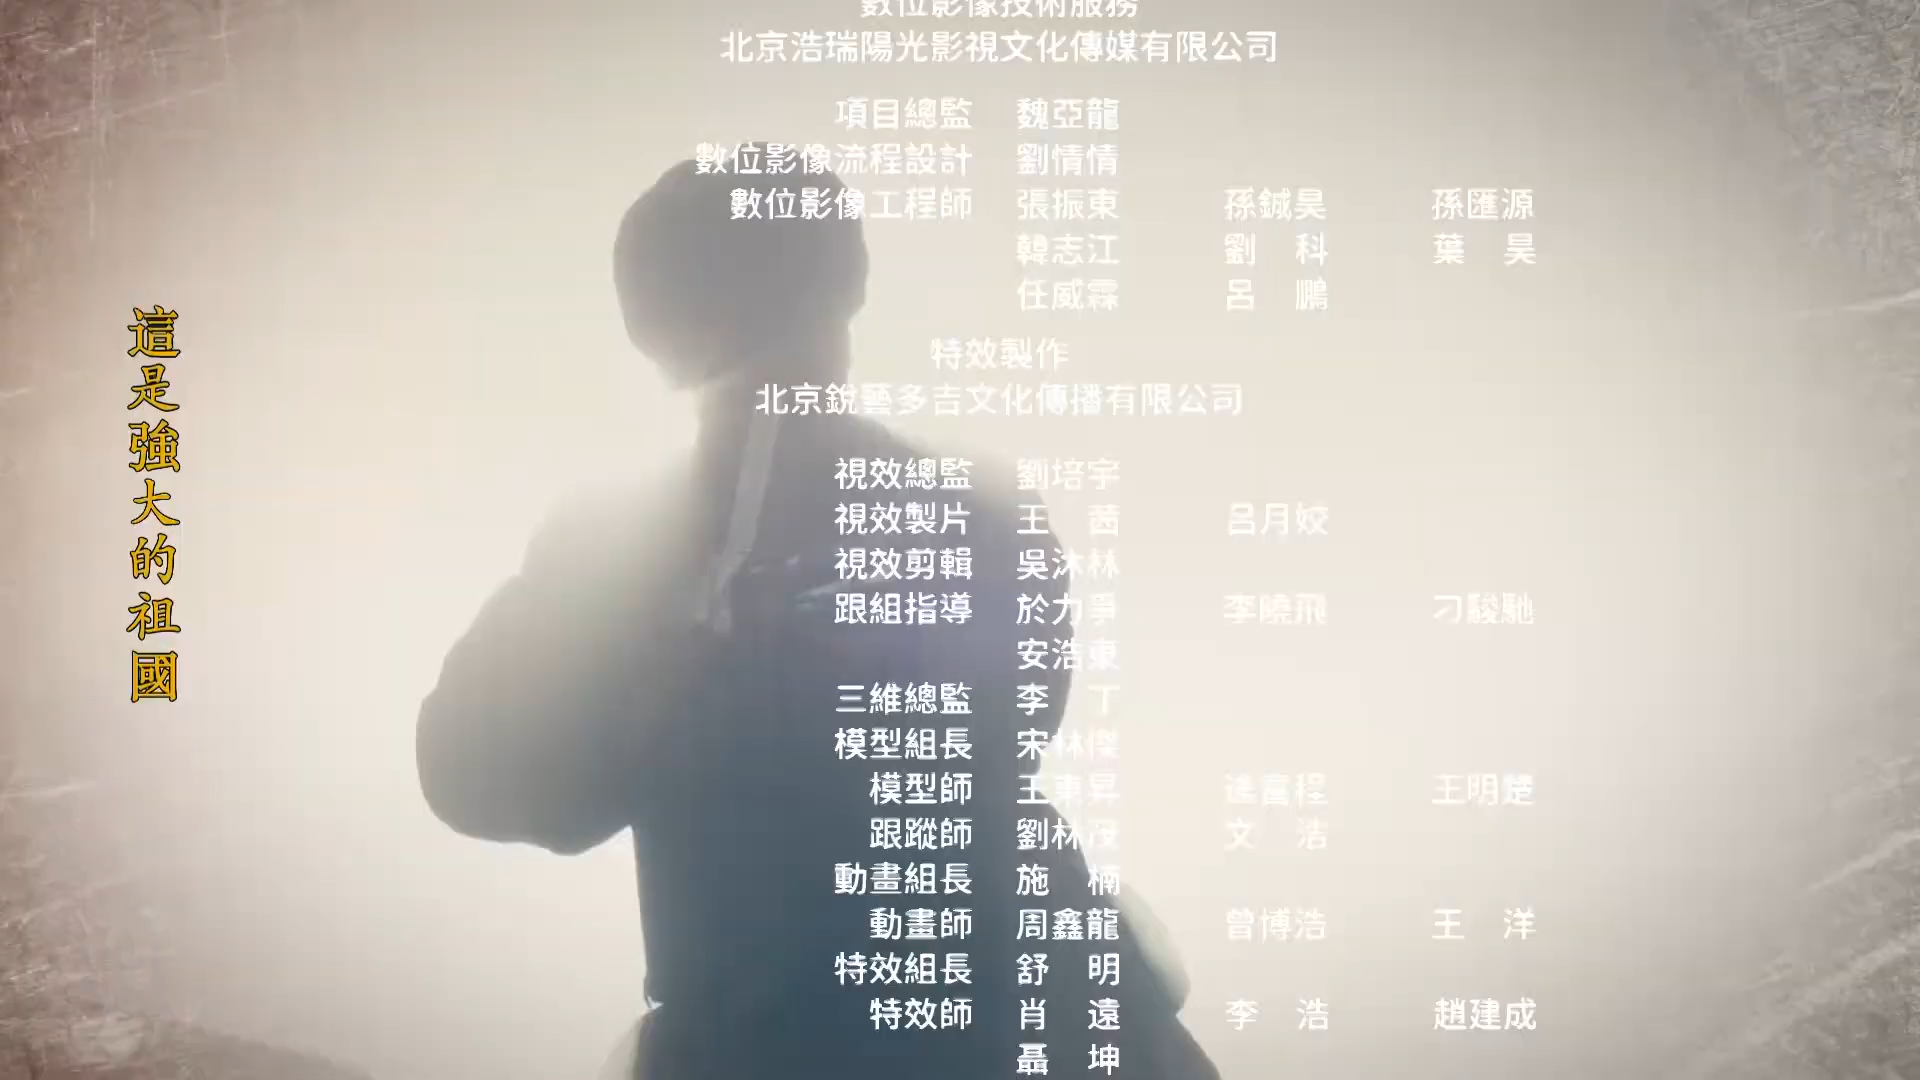 數位影像技術服務
北京浩瑞陽光影視文化傳媒有限公司
項目總監 魏亞龍
數位影像流程設計 劉情情
數位影像工程師 張振東 孫鋮昊 孫匯源
韓志江 劉 科 葉 昊
任威霖 呂 鵬
特效製作
北京銳藝多吉文化傳播有限公司
視效總監 劉培宇
視效製片 王 茜 呂月姣
視效剪輯 吳沐林
跟組指導 於力爭 李曉飛 刁駿馳
安浩東
三維總監 李 丁
模型組長 宋林傑
模型師 王東昇 富程 王明楚
跟蹤師 劉林茂 文 浩
動畫組長 施 楠
動畫師 周鑫龍 曾博浩 王 洋
特效組長 舒 明
特效師 肖 遠 李 浩 趙建成
聶 坤
這是強大的祖國